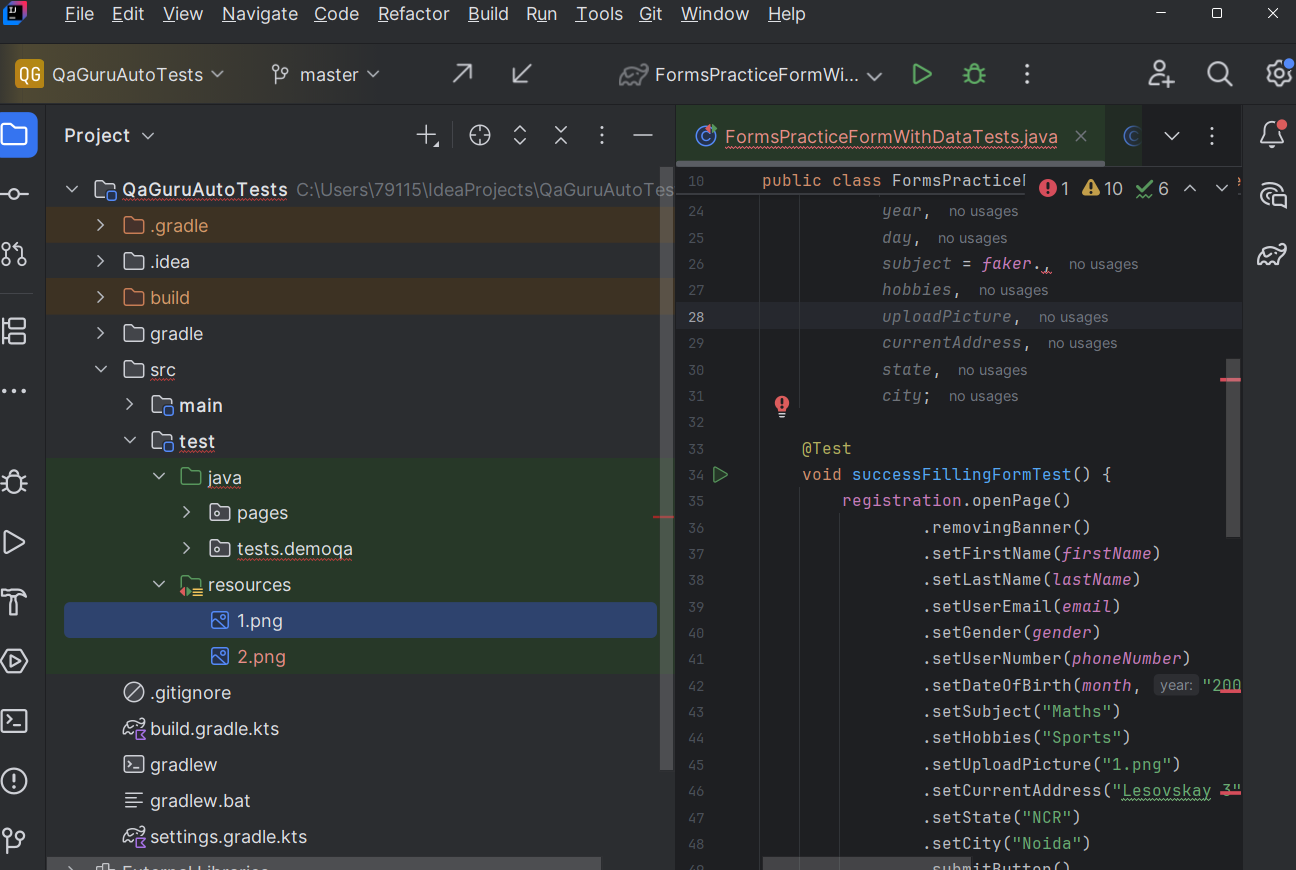 File Edit View Navigate Code Refactor Build Run Tools Git Window Help
QG QaGuruAutoTests master FormsPracticeFormWi...
Project
FormsPracticeFormWithDataTests.java
QaGuruAutoTests C:\Users\79115\IdeaProjects\QaGuruAutoTes
.gradle
.idea
build
gradle
src
main
test
java
pages
tests.demoqa
resources
1.png
2.png
.gitignore
build.gradle.kts
gradlew
gradlew.bat
settings.gradle.kts
External Libraries
1 10 6
10 public class FormsPractice
24 year, no usages
25 day, no usages
26 subject = faker., no usages
27 hobbies, no usages
28 uploadPicture, no usages
29 currentAddress, no usages
30 state, no usages
31 city; no usages
32
33 @Test
34 void successFillingFormTest() {
35 registration.openPage()
36 .removingBanner()
37 .setFirstName(firstName)
38 .setLastName(lastName)
39 .setUserEmail(email)
40 .setGender(gender)
41 .setUserNumber(phoneNumber)
42 .setDateOfBirth(month, year: "200
43 .setSubject("Maths")
44 .setHobbies("Sports")
45 .setUploadPicture("1.png")
46 .setCurrentAddress("Lesovskay 3"
47 .setState("NCR")
48 .setCity("Noida")
49 .submitButton()